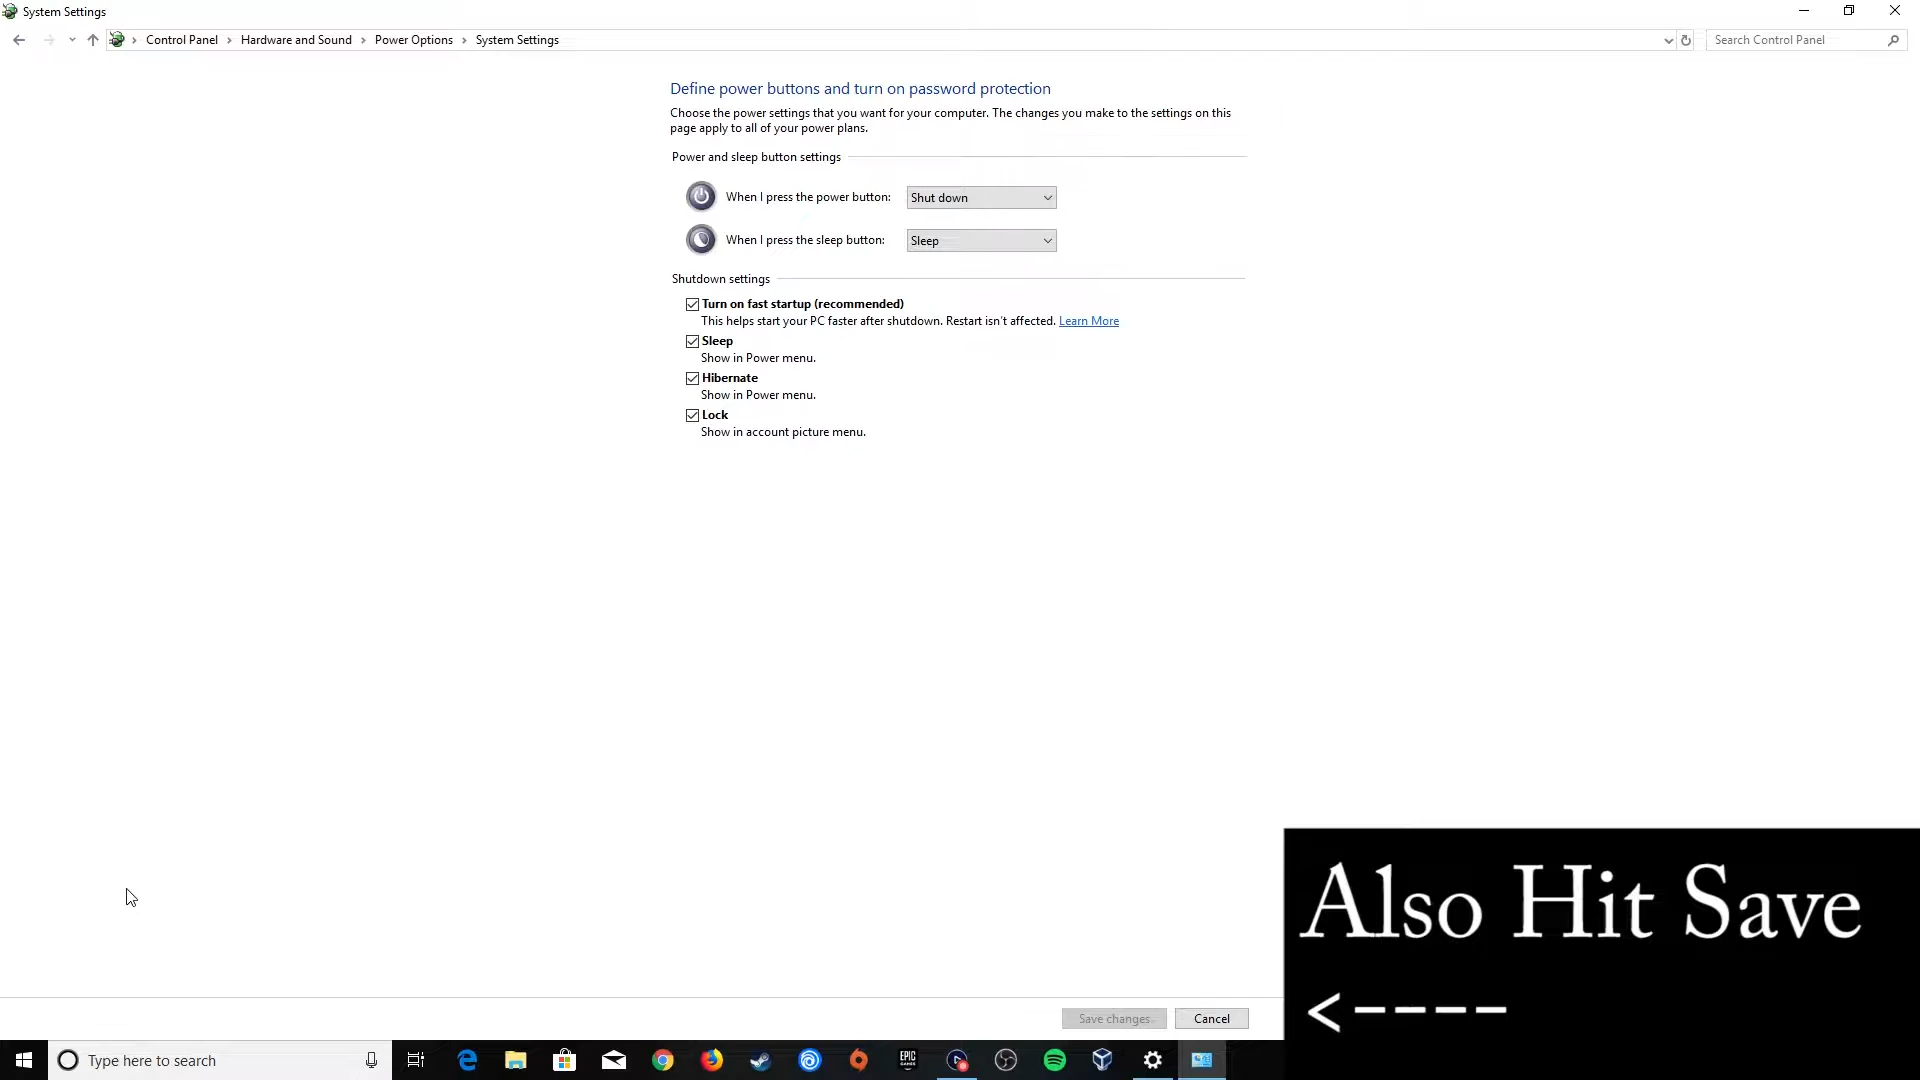 System Settings
Control Panel > Hardware and Sound > Power Options > System Settings
Search Control Panel
Define power buttons and turn on password protection
Choose the power settings that you want for your computer. The changes you make to the settings on this
page apply to all of your power plans.
Power and sleep button settings
When I press the power button: Shut down
When I press the sleep button: Sleep
Shutdown settings
Turn on fast startup (recommended)
This helps start your PC faster after shutdown. Restart isn't affected. Learn More
Sleep
Show in Power menu.
Hibernate
Show in Power menu.
Lock
Show in account picture menu.
Also Hit Save
<----
Save changes Cancel
Type here to search
EPIC
GAMES